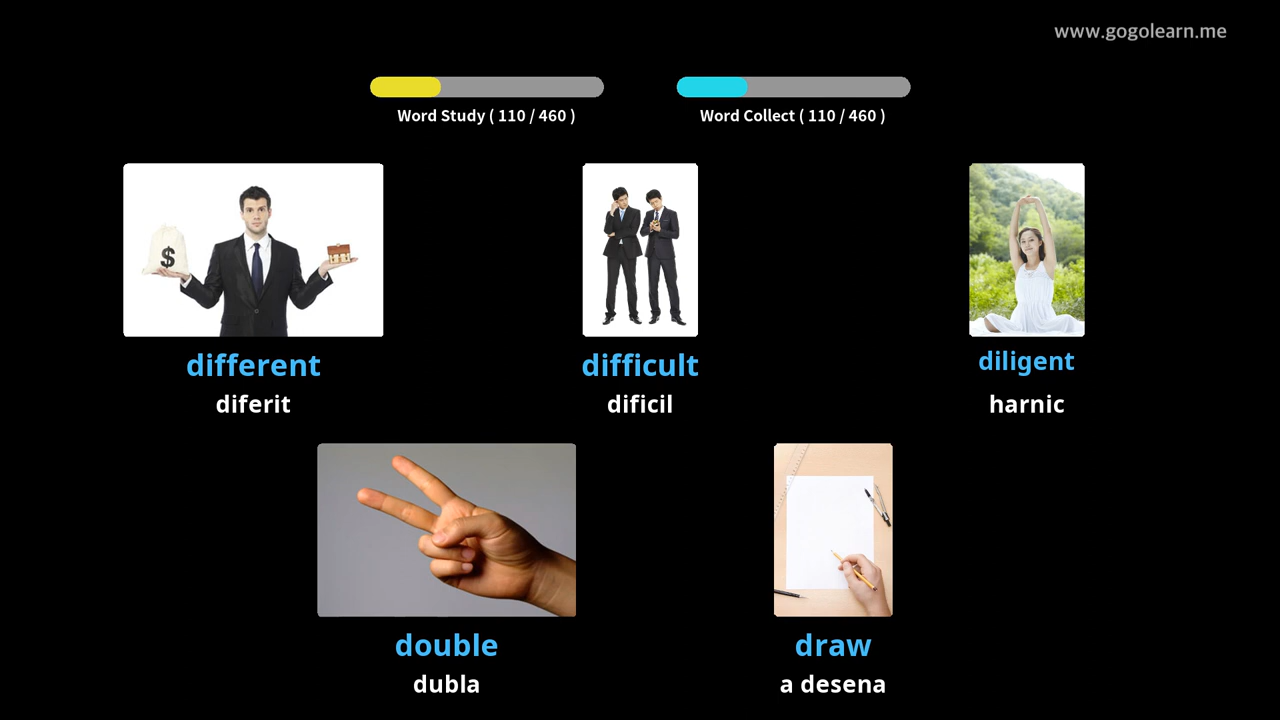 www.gogolearn.me
Word Study ( 110 / 460 )
Word Collect ( 110 / 460 )
$
different
difficult
diligent
diferit
dificil
harnic
double
draw
dubla
a desena